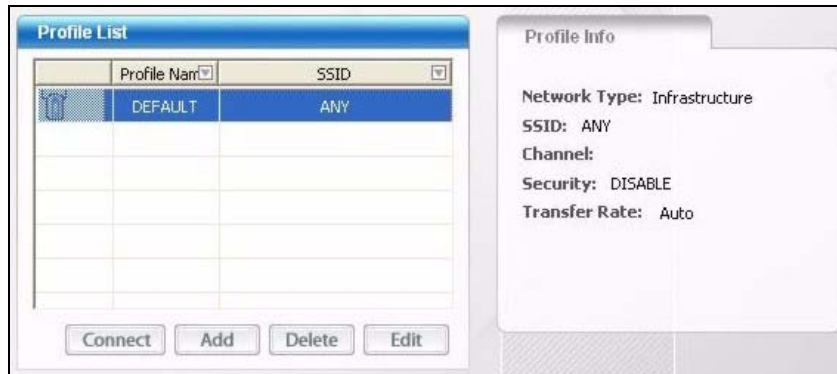 Profile List
Profile Nam SSID
DEFAULT ANY
Connect Add Delete Edit
Profile Info
Network Type: Infrastructure
SSID: ANY
Channel:
Security: DISABLE
Transfer Rate: Auto